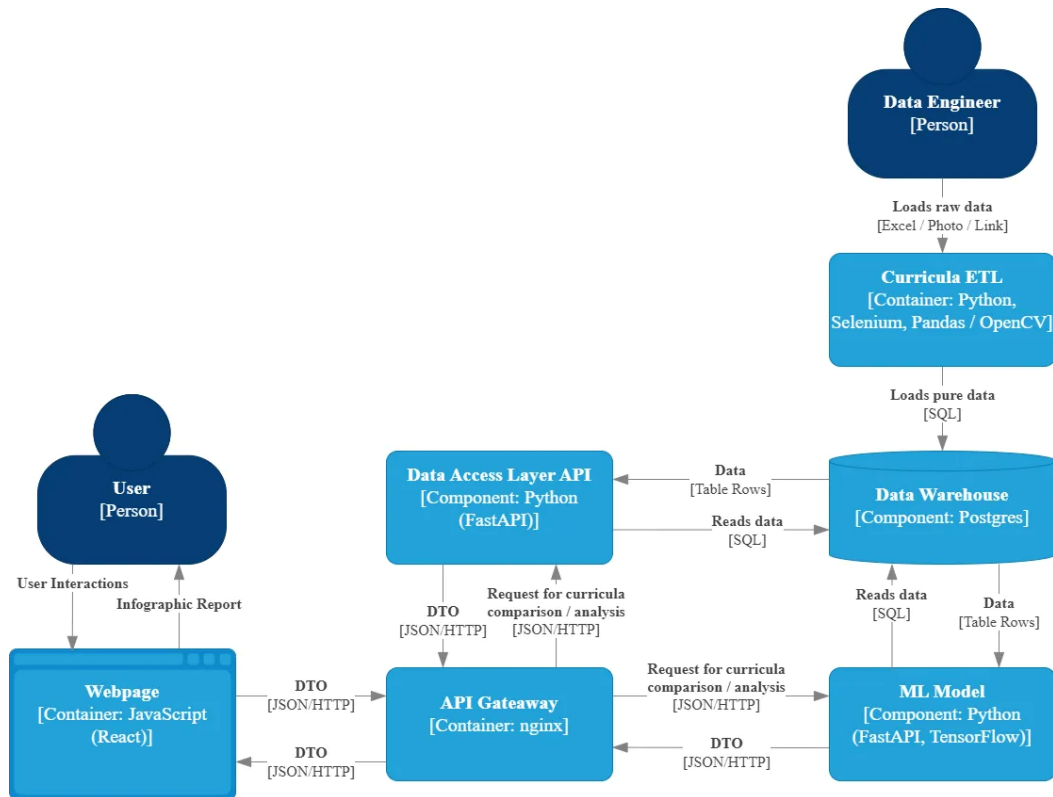 Data Engineer
[Person]
Loads raw data
[Excel / Photo / Link]
Curricula ETL
[Container: Python,
Selenium, Pandas / OpenCV]
Loads pure data
[SQL]
User
[Person]
Data Access Layer API
[Component: Python
(FastAPI)]
Data
[Table Rows]
Reads data
[SQL]
Data Warehouse
[Component: Postgres]
User Interactions
Infographic Report
DTO
[JSON/HTTP]
Request for curricula
comparison / analysis
[JSON/HTTP]
Reads data
[SQL]
Data
[Table Rows]
Webpage
[Container: JavaScript
(React)]
DTO
[JSON/HTTP]
DTO
[JSON/HTTP]
API Gateaway
[Container: nginx]
Request for curricula
comparison / analysis
[JSON/HTTP]
DTO
[JSON/HTTP]
ML Model
[Component: Python
(FastAPI, TensorFlow)]